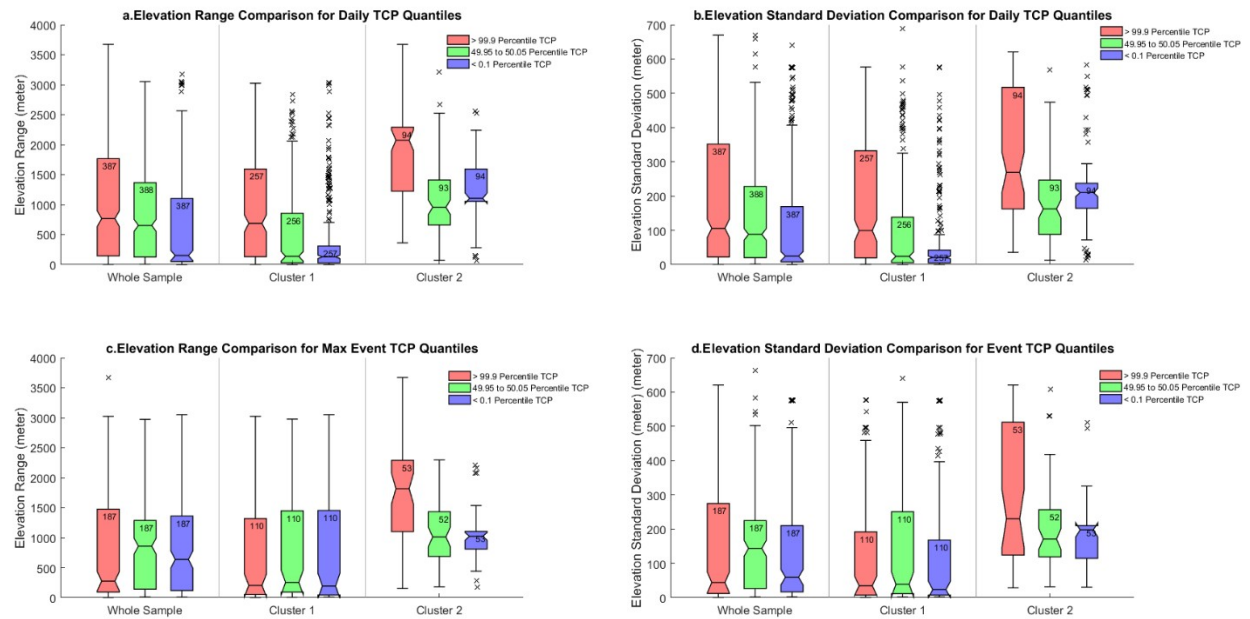 a.Elevation Range Comparison for Daily TCP Quantiles
4000
3500
3000
2500
2000
1500
1000
500
0
Elevation Range (meter)
> 99.9 Percentile TCP
49.95 to 50.05 Percentile TCP
< 0.1 Percentile TCP
387
388
387
257
256
257
94
93
94
Whole Sample
Cluster 1
Cluster 2
b.Elevation Standard Deviation Comparison for Daily TCP Quantiles
700
600
500
400
300
200
100
0
Elevation Standard Deviation (meter)
> 99.9 Percentile TCP
49.95 to 50.05 Percentile TCP
< 0.1 Percentile TCP
387
388
387
257
256
257
94
93
94
Whole Sample
Cluster 1
Cluster 2
c.Elevation Range Comparison for Max Event TCP Quantiles
4000
3500
3000
2500
2000
1500
1000
500
0
Elevation Range (meter)
> 99.9 Percentile TCP
49.95 to 50.05 Percentile TCP
< 0.1 Percentile TCP
187
187
187
110
110
110
53
52
53
Whole Sample
Cluster 1
Cluster 2
d.Elevation Standard Deviation Comparison for Event TCP Quantiles
700
600
500
400
300
200
100
0
Elevation Standard Deviation (meter)
> 99.9 Percentile TCP
49.95 to 50.05 Percentile TCP
< 0.1 Percentile TCP
187
187
187
110
110
110
53
52
53
Whole Sample
Cluster 1
Cluster 2